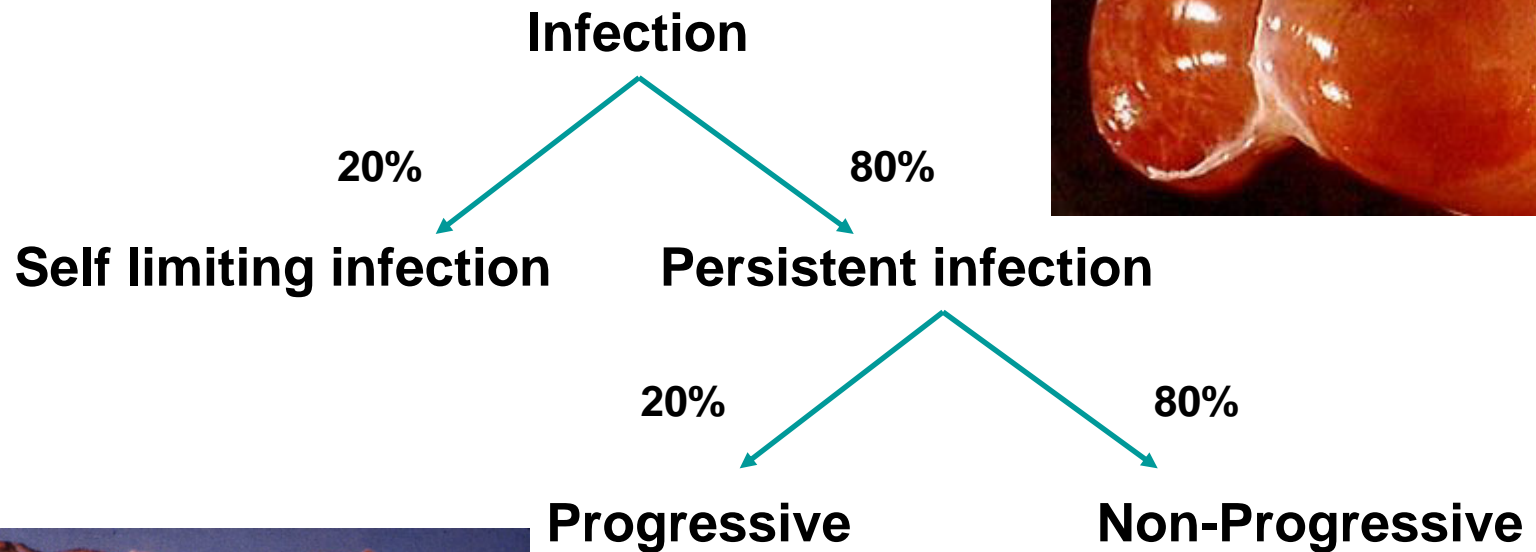 Infection
20% 80%
Self limiting infection Persistent infection
20% 80%
Progressive Non-Progressive